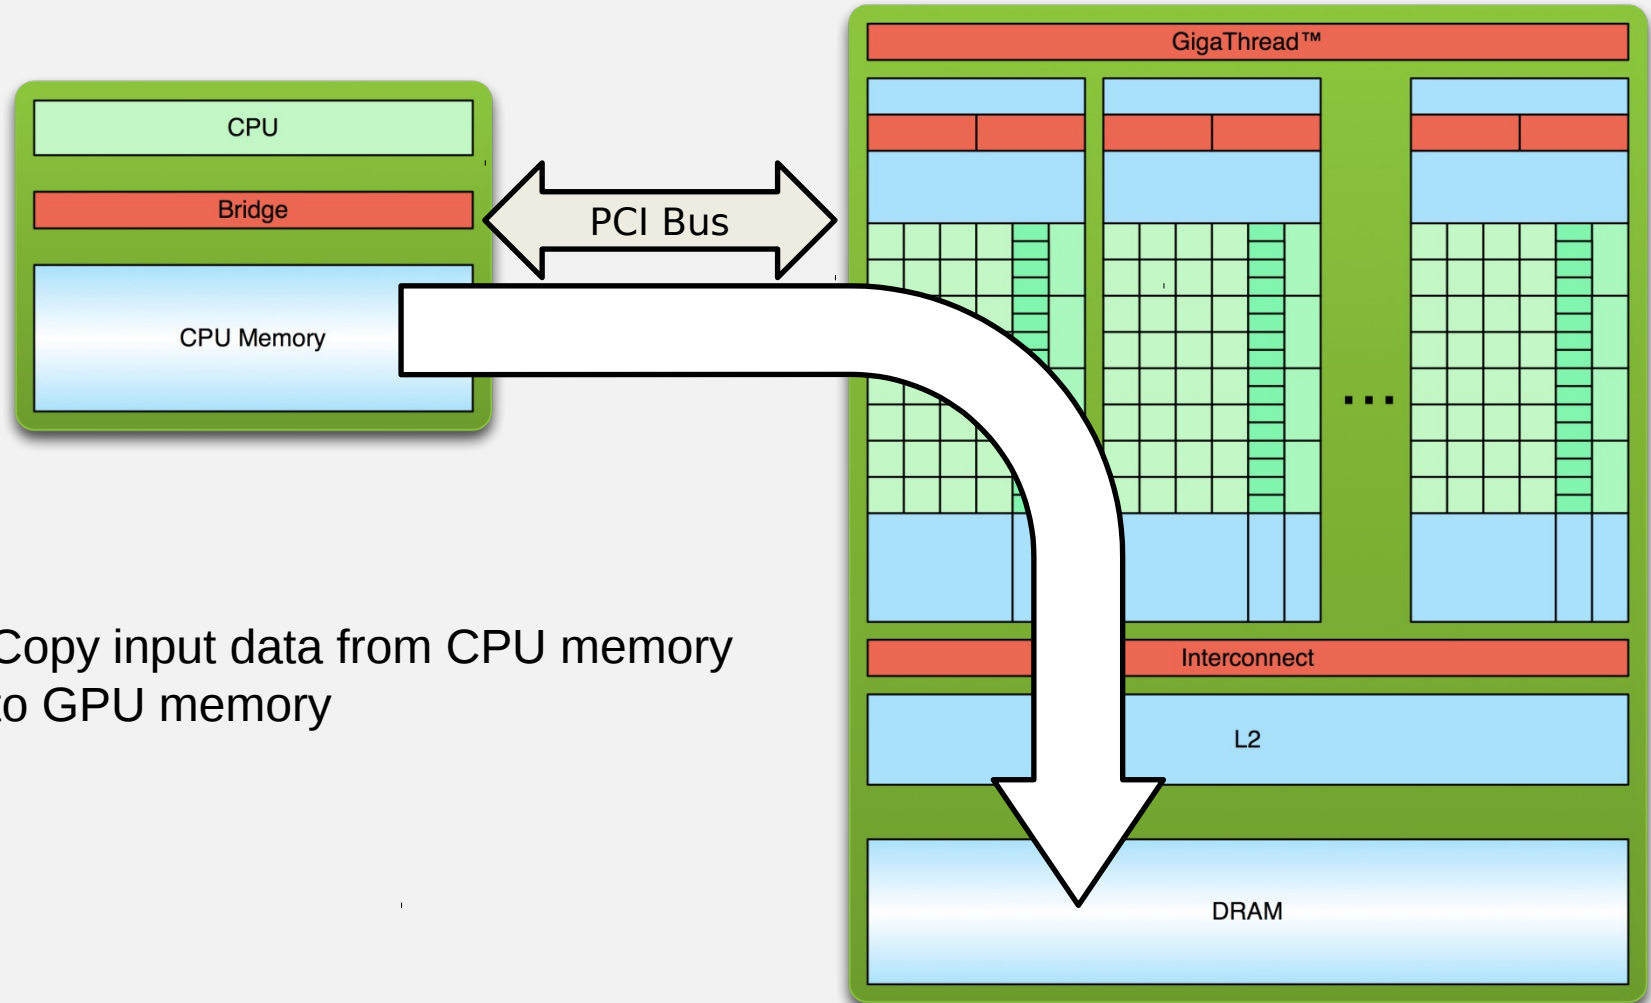 GigaThread™
CPU
Bridge
PCI Bus
CPU Memory
...
Copy input data from CPU memory
to GPU memory
Interconnect
L2
DRAM